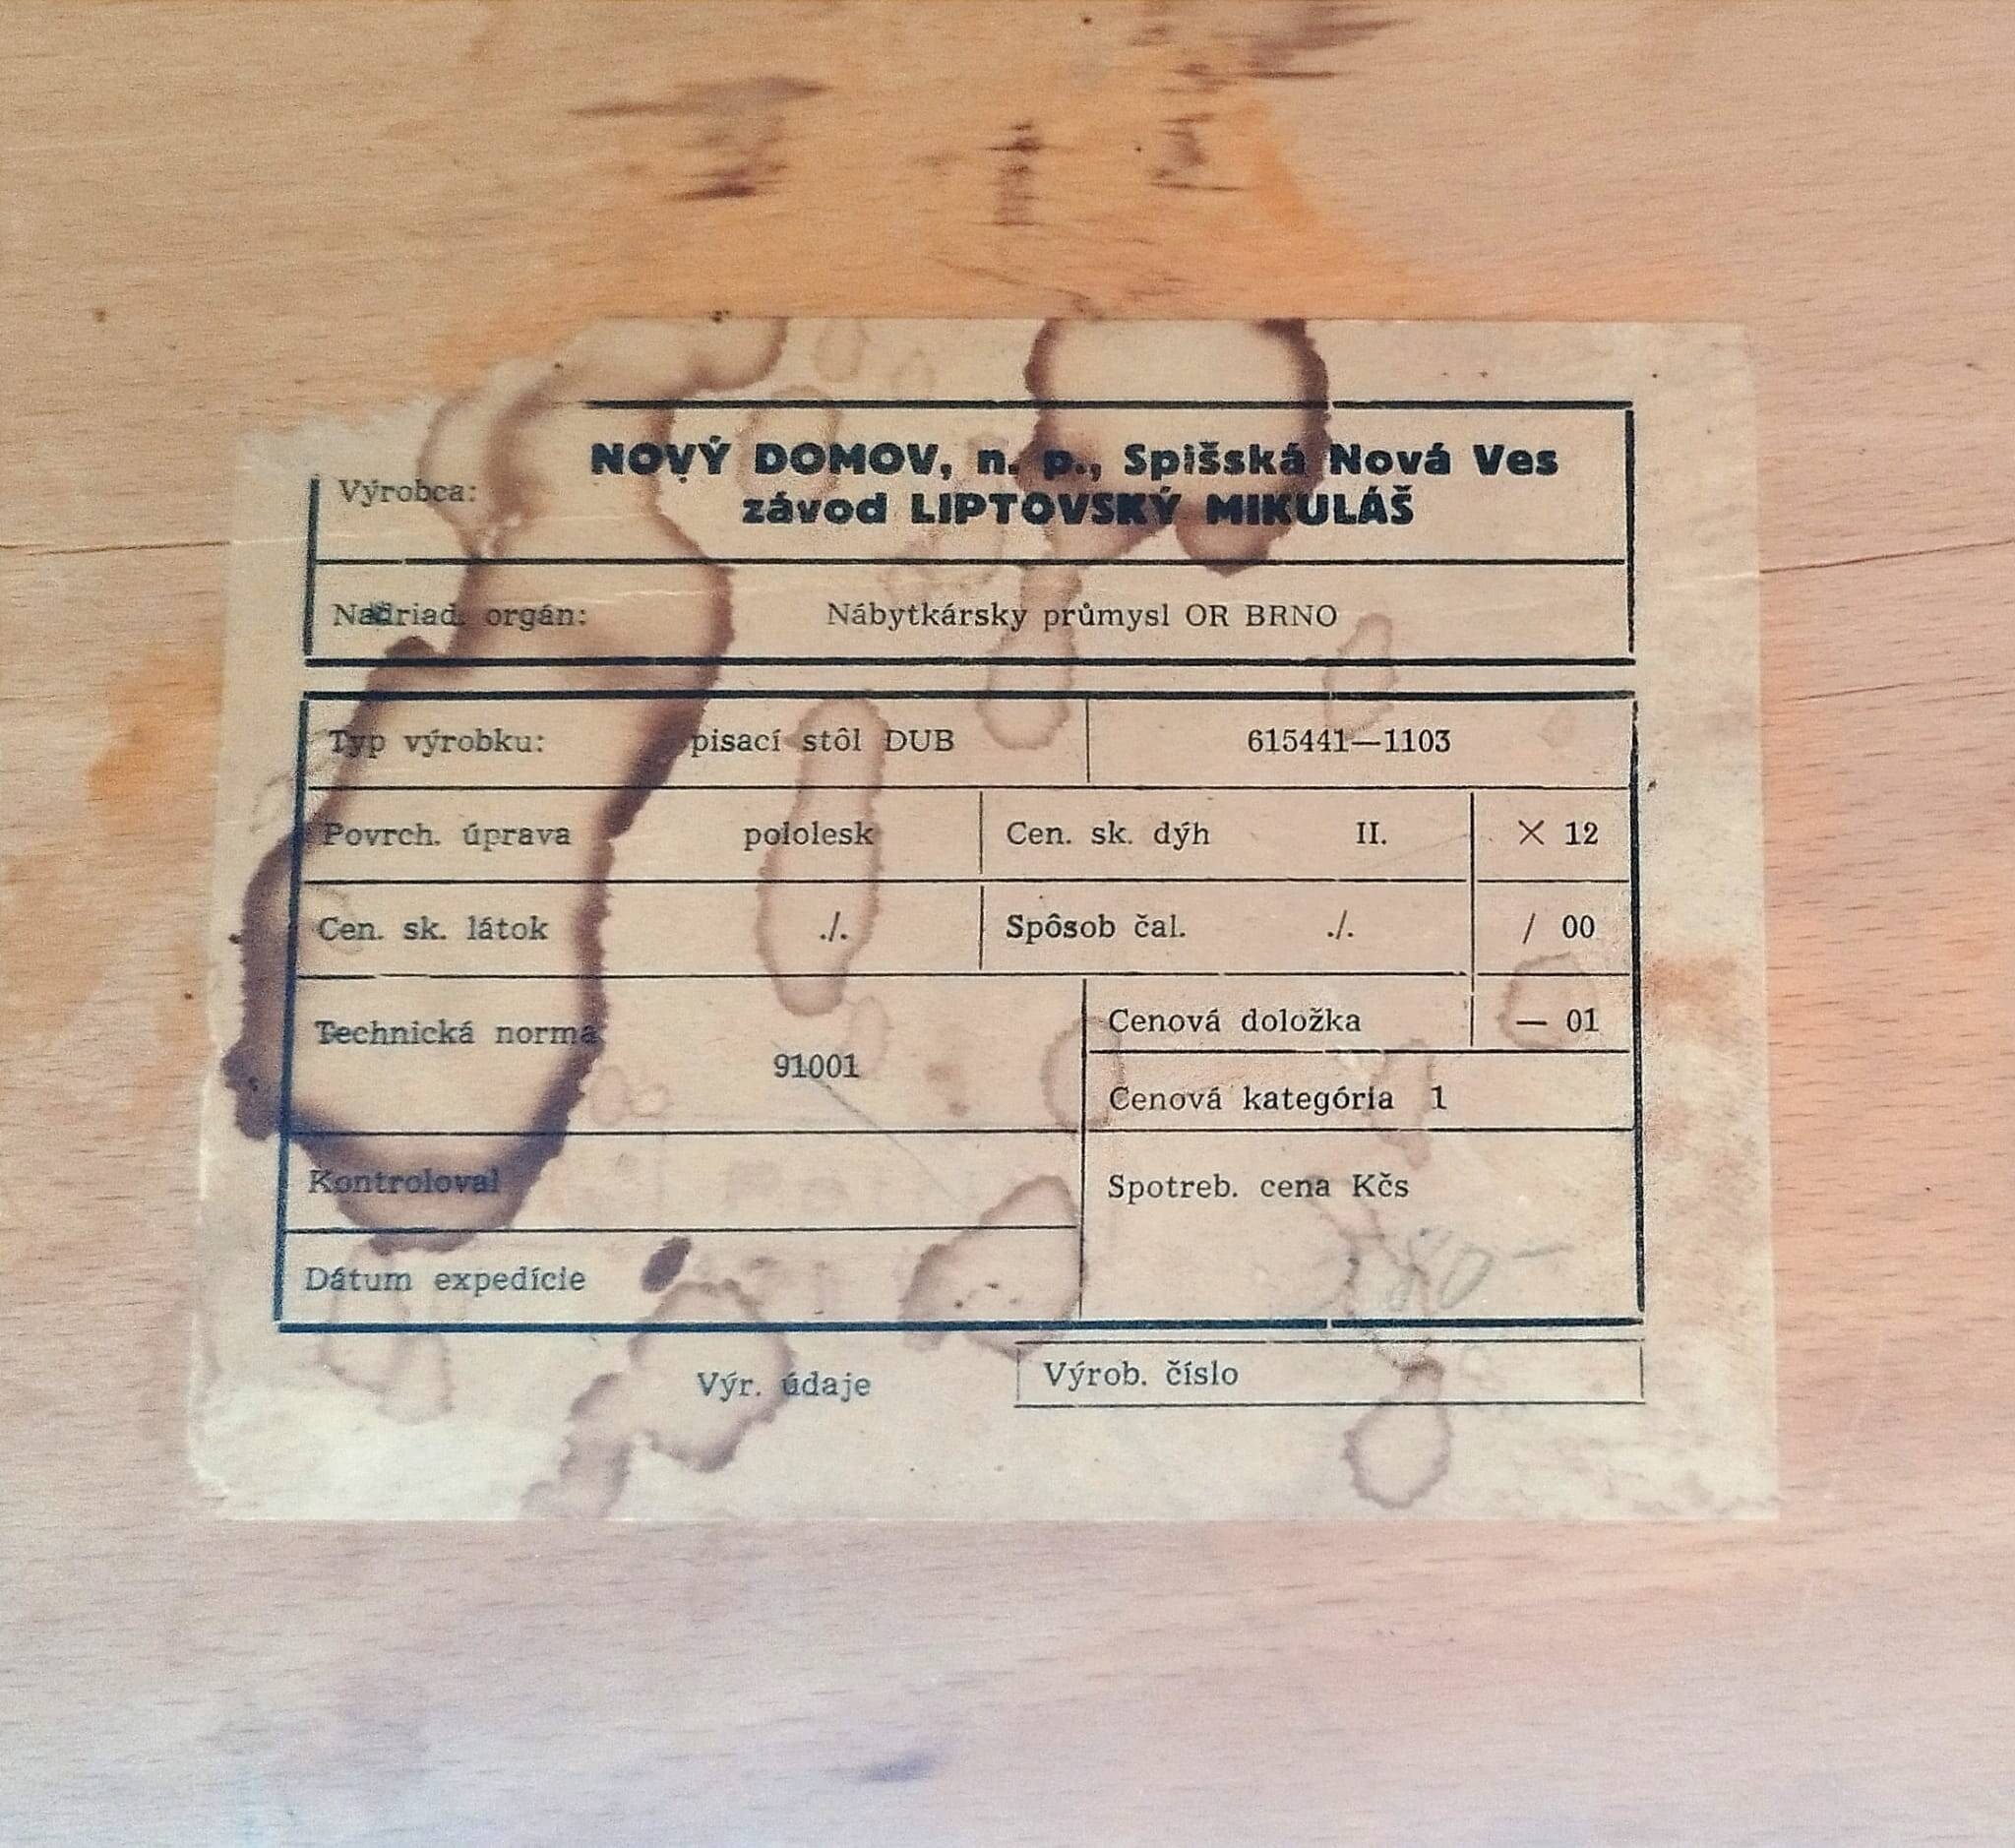 NOVÝ DOMOV, n. p., Spišská Nová Ves
Výrobca: závod LIPTOVSKÝ MIKULÁŠ
Nadriad. orgán: Nábytkársky průmysl OR BRNO
Typ výrobku: pisací stôl DUB 615441—1103
Povrch. úprava pololesk Cen. sk. dýh II. × 12
Cen. sk. látok ./. Spôsob čal. ./. / 00
Technická norma 91001 Cenová doložka — 01
Cenová kategória 1
Kontroloval Spotreb. cena Kčs
Dátum expedície
Výr. údaje Výrob. číslo